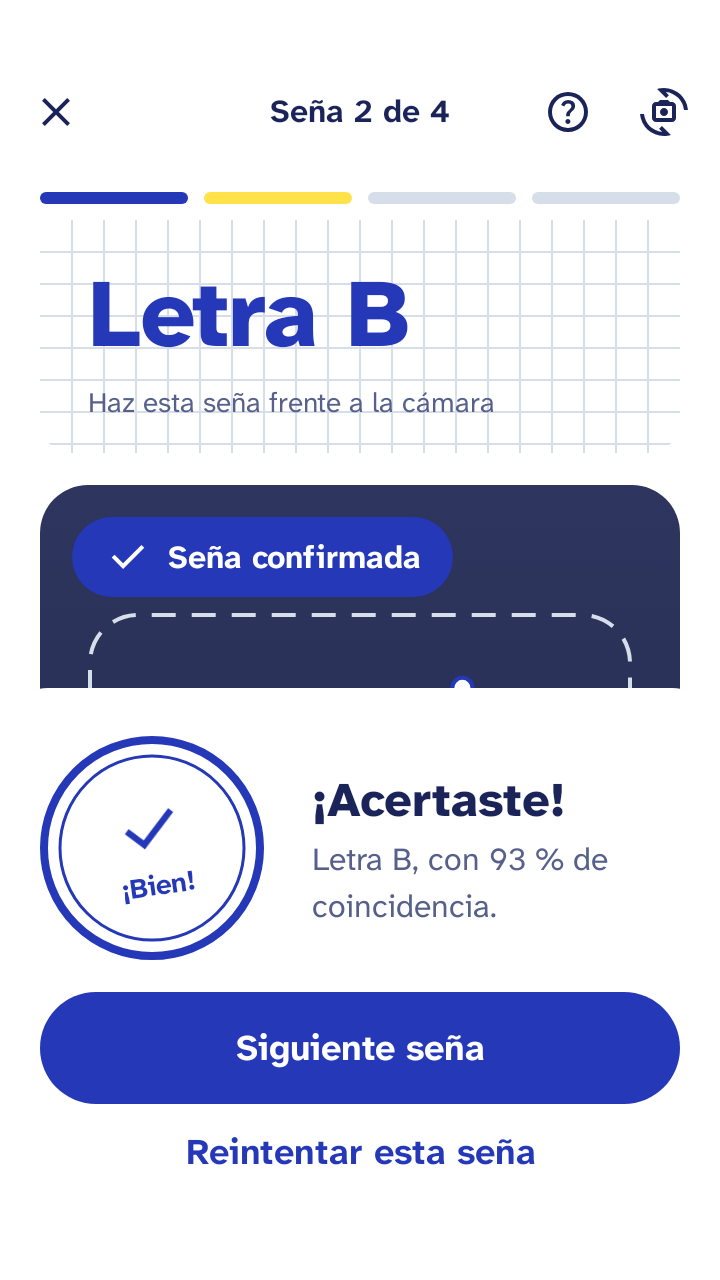 Seña 2 de 4
Letra B
Haz esta seña frente a la cámara
Seña confirmada
¡Bien!
¡Acertaste!
Letra B, con 93 % de
coincidencia.
Siguiente seña
Reintentar esta seña